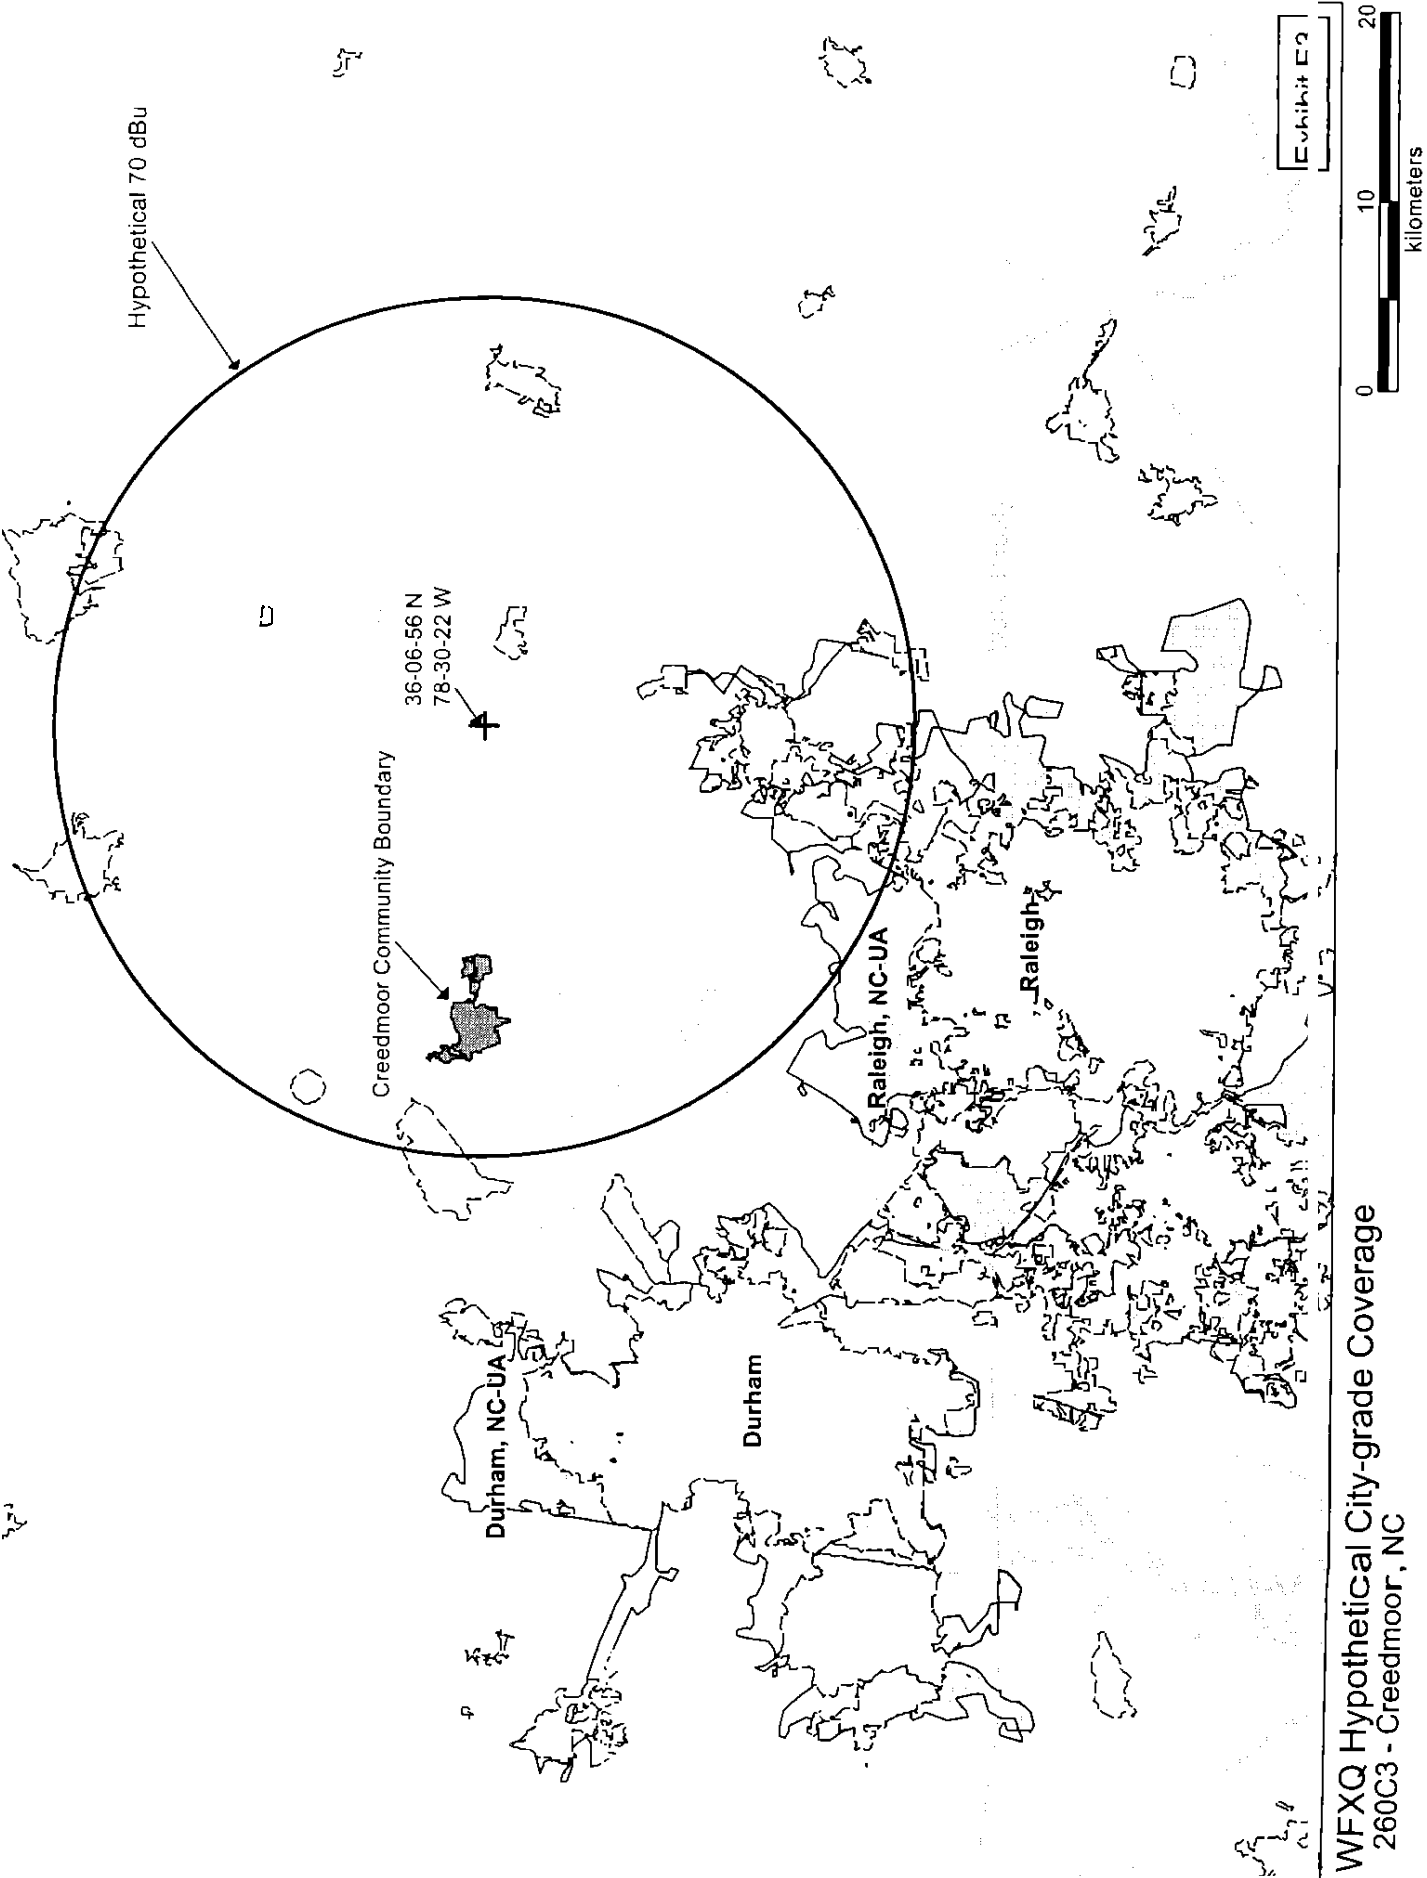 Hypothetical 70 dBu
36-06-56 N
78-30-22 W
Creedmoor Community Boundary
Raleigh, NC-UA
Raleigh
Durham, NC-UA
Durham
0 10 20
kilometers
WFXQ Hypothetical City-grade Coverage
260C3 - Creedmoor, NC